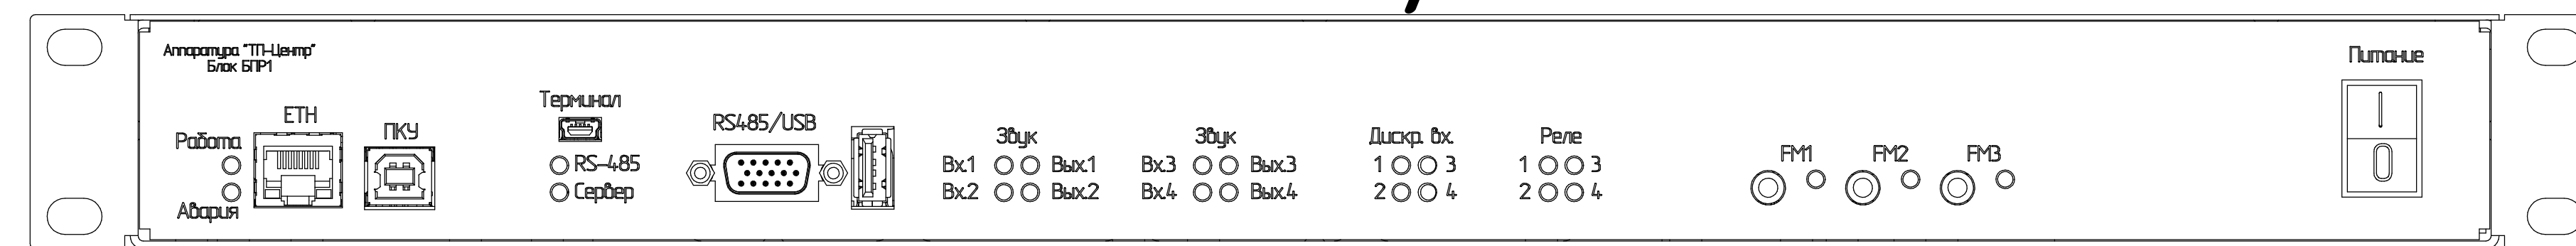 Аппаратура "ТП-Центр"
Блок БПР1
Питание
ETH
ПКУ
Терминал
RS485/USB
Работа
Авария
RS-485
Сервер
Звук
Вх.1 Вых.1
Вх.2 Вых.2
Звук
Вх.3 Вых.3
Вх.4 Вых.4
Дискр. вх.
1 3
2 4
Реле
1 3
2 4
FM1 FM2 FM3